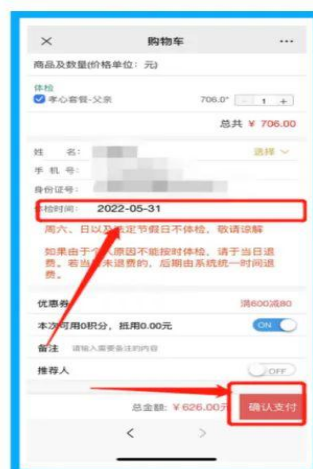 购物车
商品及数量(价格单位：元)
体检
孝心套餐-父亲 706.0* - 1 +
总共 ￥ 706.00
姓 名： 选择
手 机 号：
身份证号：
体检时间： 2022-05-31
周六、日以及法定节假日不体检，敬请谅解
如果由于个人原因不能按时体检，请于当日退
费。若当日未退费的，后期由系统统一时间退
费。
优惠券 满600减80
本次可用0积分，抵用0.00元 ON
备注 请输入需要备注的内容
推荐人 OFF
总金额：￥626.00元 确认支付